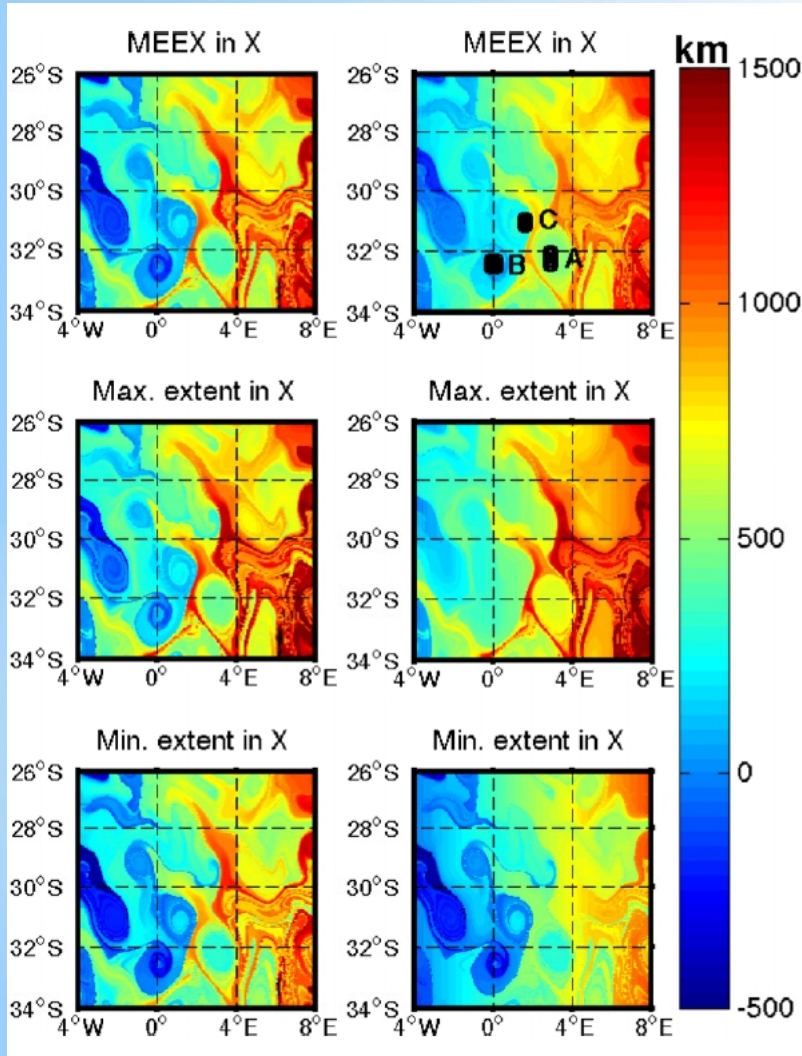 MEEX in X MEEX in X km
26°S 26°S 1500
28°S 28°S
30°S 30°S
C
32°S 32°S
B A
34°S 34°S 1000
4°W 0° 4°E 8°E 4°W 0° 4°E 8°E
Max. extent in X Max. extent in X
26°S 26°S
28°S 28°S 500
30°S 30°S
32°S 32°S
34°S 34°S
4°W 0° 4°E 8°E 4°W 0° 4°E 8°E
Min. extent in X Min. extent in X
26°S 26°S 0
28°S 28°S
30°S 30°S
32°S 32°S
34°S 34°S -500
4°W 0° 4°E 8°E 4°W 0° 4°E 8°E